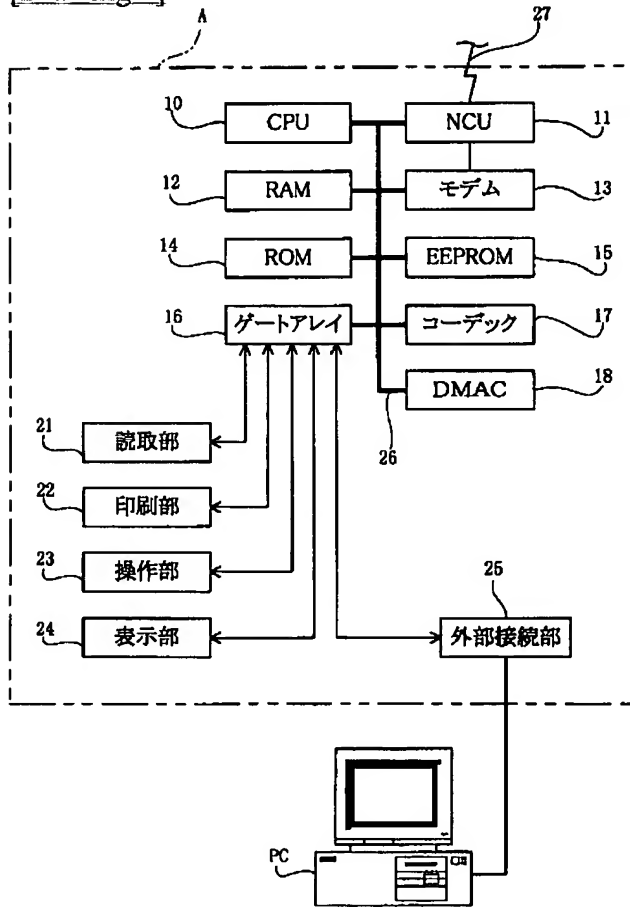 A
27
10 CPU NCU 11
12 RAM モデム 13
14 ROM EEPROM 15
16 ゲートアレイ コーデック 17
DMAC 18
26
21 読取部
22 印刷部
23 操作部
24 表示部
25
外部接続部
PC